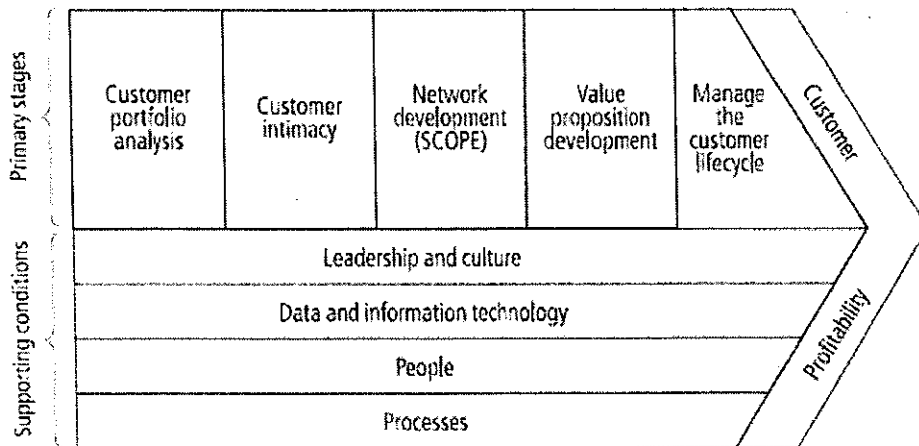 Primary stages
Customer
portfolio
analysis
Customer
intimacy
Network
development
(SCOPE)
Value
proposition
development
Manage
the
customer
lifecycle
Customer
Supporting conditions
Leadership and culture
Data and information technology
People
Processes
Profitability